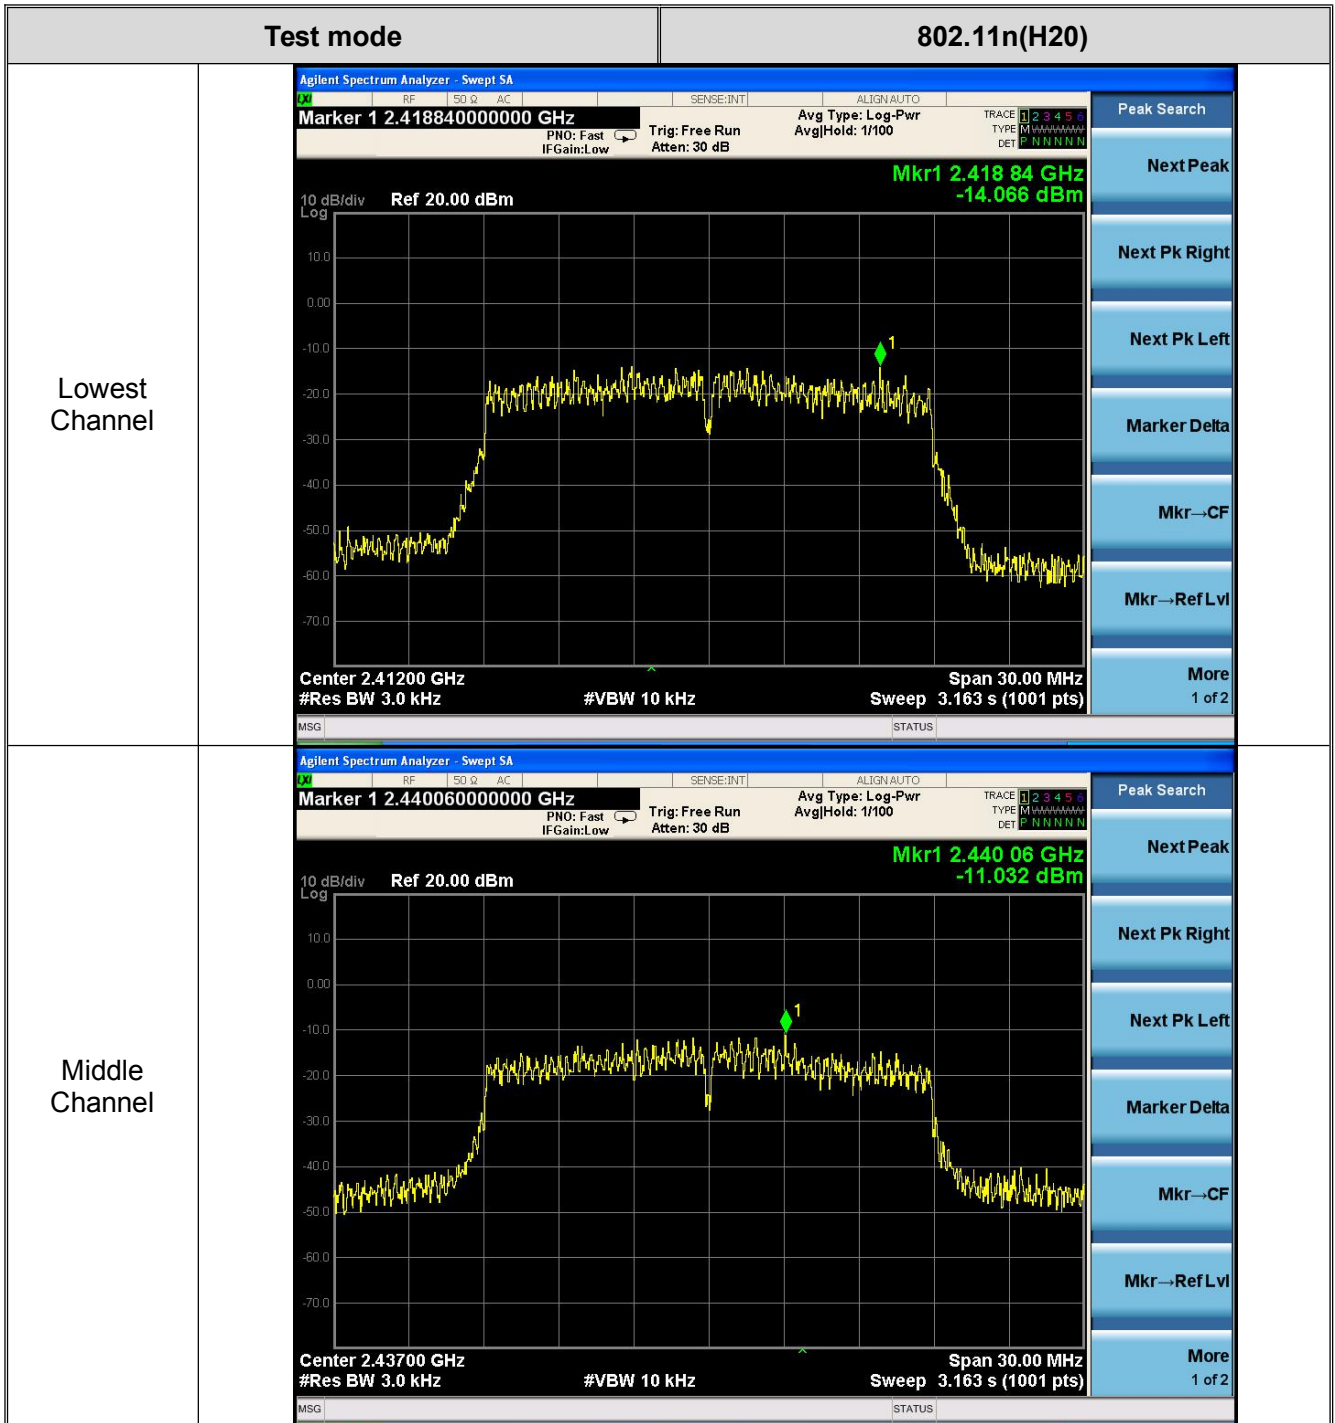 Test mode
802.11n(H20)
Lowest
Channel
Agilent Spectrum Analyzer - Swept SA
LXI RF 50 Ω AC SENSE:INT ALIGN AUTO
Marker 1 2.418840000000 GHz
PNO: Fast
IFGain:Low
Trig: Free Run
Atten: 30 dB
Avg Type: Log-Pwr
Avg|Hold: 1/100
TRACE 1 2 3 4 5 6
TYPE M WWWWW
DET P N N N N N
Mkr1 2.418 84 GHz
-14.066 dBm
10 dB/div Ref 20.00 dBm
Log
10.0
0.00
-10.0
-20.0
-30.0
-40.0
-50.0
-60.0
-70.0
1
Center 2.41200 GHz Span 30.00 MHz
#Res BW 3.0 kHz #VBW 10 kHz Sweep 3.163 s (1001 pts)
MSG STATUS
Peak Search
Next Peak
Next Pk Right
Next Pk Left
Marker Delta
Mkr→CF
Mkr→Ref Lvl
More
1 of 2
Middle
Channel
Agilent Spectrum Analyzer - Swept SA
LXI RF 50 Ω AC SENSE:INT ALIGN AUTO
Marker 1 2.440060000000 GHz
PNO: Fast
IFGain:Low
Trig: Free Run
Atten: 30 dB
Avg Type: Log-Pwr
Avg|Hold: 1/100
TRACE 1 2 3 4 5 6
TYPE M WWWWW
DET P N N N N N
Mkr1 2.440 06 GHz
-11.032 dBm
10 dB/div Ref 20.00 dBm
Log
10.0
0.00
-10.0
-20.0
-30.0
-40.0
-50.0
-60.0
-70.0
1
Center 2.43700 GHz Span 30.00 MHz
#Res BW 3.0 kHz #VBW 10 kHz Sweep 3.163 s (1001 pts)
MSG STATUS
Peak Search
Next Peak
Next Pk Right
Next Pk Left
Marker Delta
Mkr→CF
Mkr→Ref Lvl
More
1 of 2